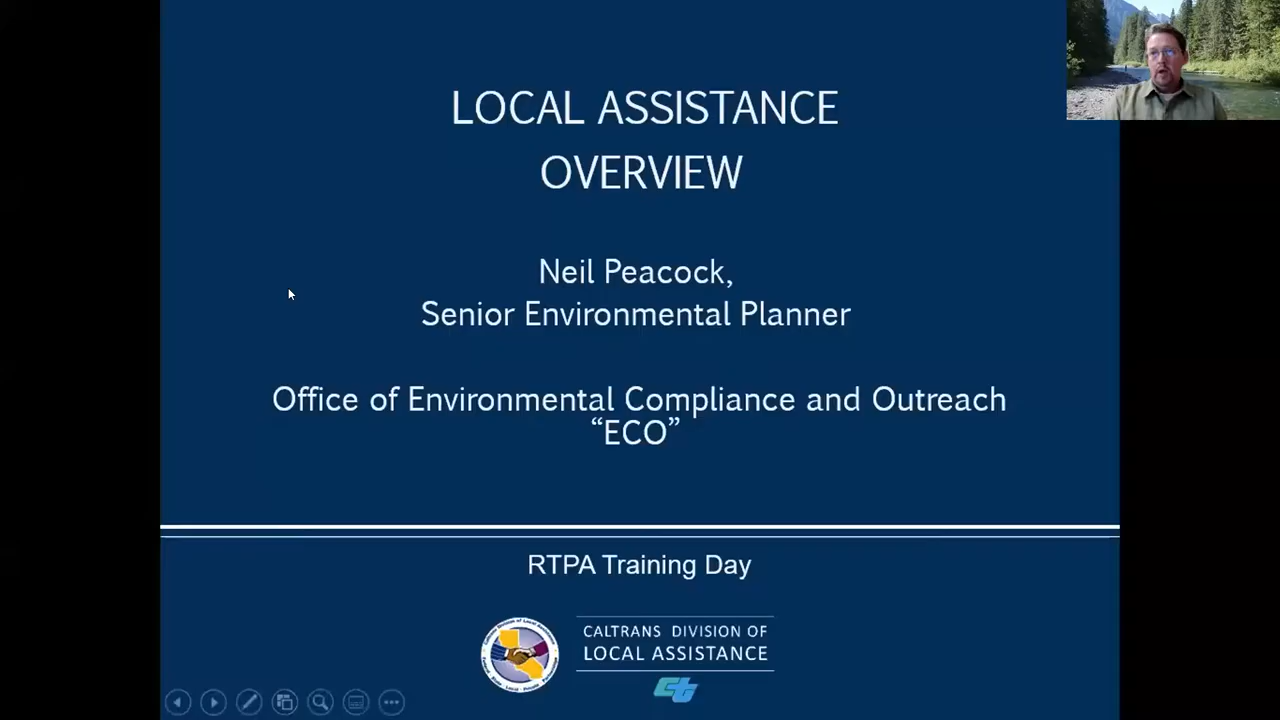 LOCAL ASSISTANCE
OVERVIEW
Neil Peacock,
Senior Environmental Planner
Office of Environmental Compliance and Outreach
“ECO”
RTPA Training Day
CALTRANS DIVISION OF
LOCAL ASSISTANCE
ct